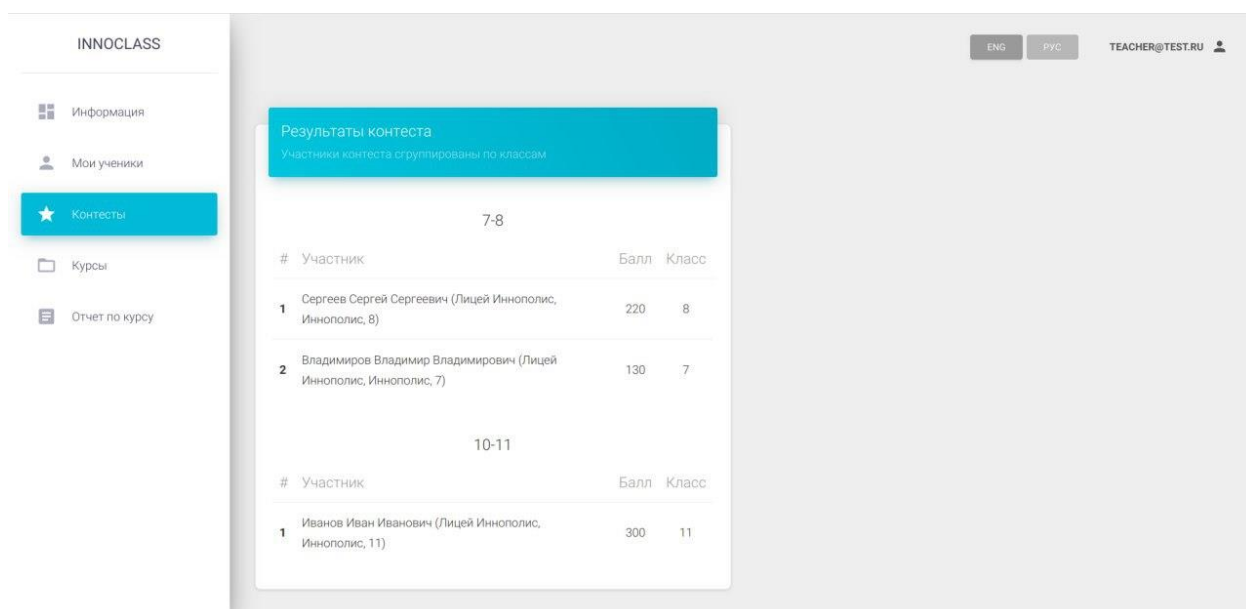 INNOCLASS
Информация
Мои ученики
Контесты
Курсы
Отчет по курсу
ENG РУС TEACHER@TEST.RU
Результаты контеста
Участники контеста сгруппированы по классам
7-8
# Участник Балл Класс
1 Сергеев Сергей Сергеевич (Лицей Иннополис,
Иннополис, 8) 220 8
2 Владимиров Владимир Владимирович (Лицей
Иннополис, Иннополис, 7) 130 7
10-11
# Участник Балл Класс
1 Иванов Иван Иванович (Лицей Иннополис,
Иннополис, 11) 300 11